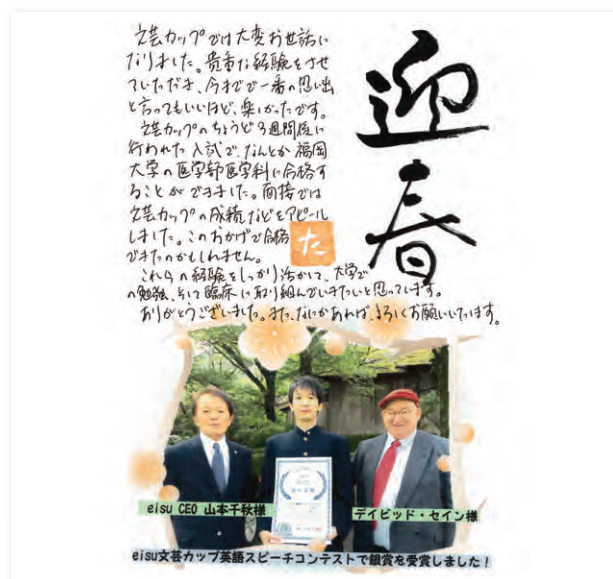 迎春
文芸カップでは大変お世話に
なりました。貴重な経験をさせ
ていただき、今までで一番の思い出
と言ってもいいほど、楽しかったです。
文芸カップのちょうど3週間後に
行われた入試で、なんとか福岡
大学の医学部医学科に合格す
ることができました。面接では
文芸カップの成績などをアピール
しました。このおかげで合格
できたのかもしれません。
た
これらの経験をしっかり活かして、大学で
の勉強、そして臨床に取り組んでいきたいと思っています。
ありがとうございました。また、なにかあれば、よろしくお願いいたします。
eisu CEO 山本千秋様
デイビッド・セイン様
eisu文芸カップ英語スピーチコンテストで銀賞を受賞しました!